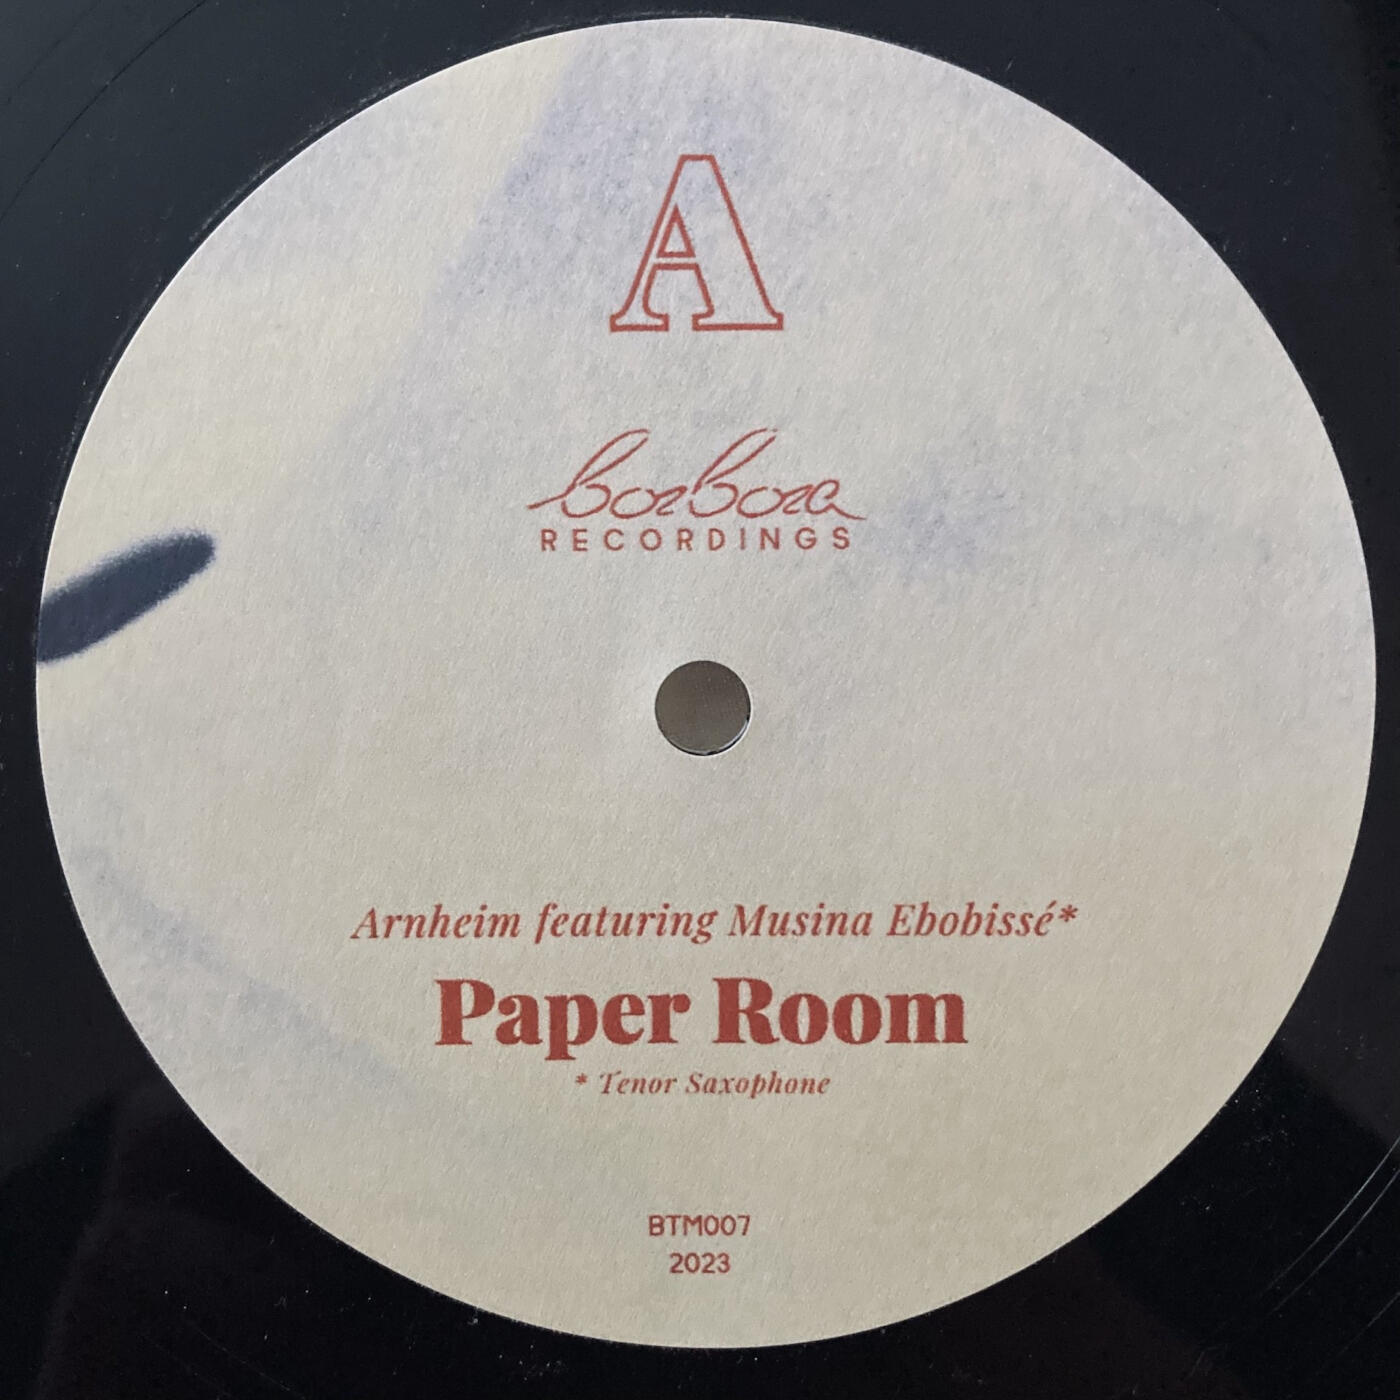 A
borbora
RECORDINGS
Arnheim featuring Musina Ebobissé*
Paper Room
* Tenor Saxophone
BTM007
2023